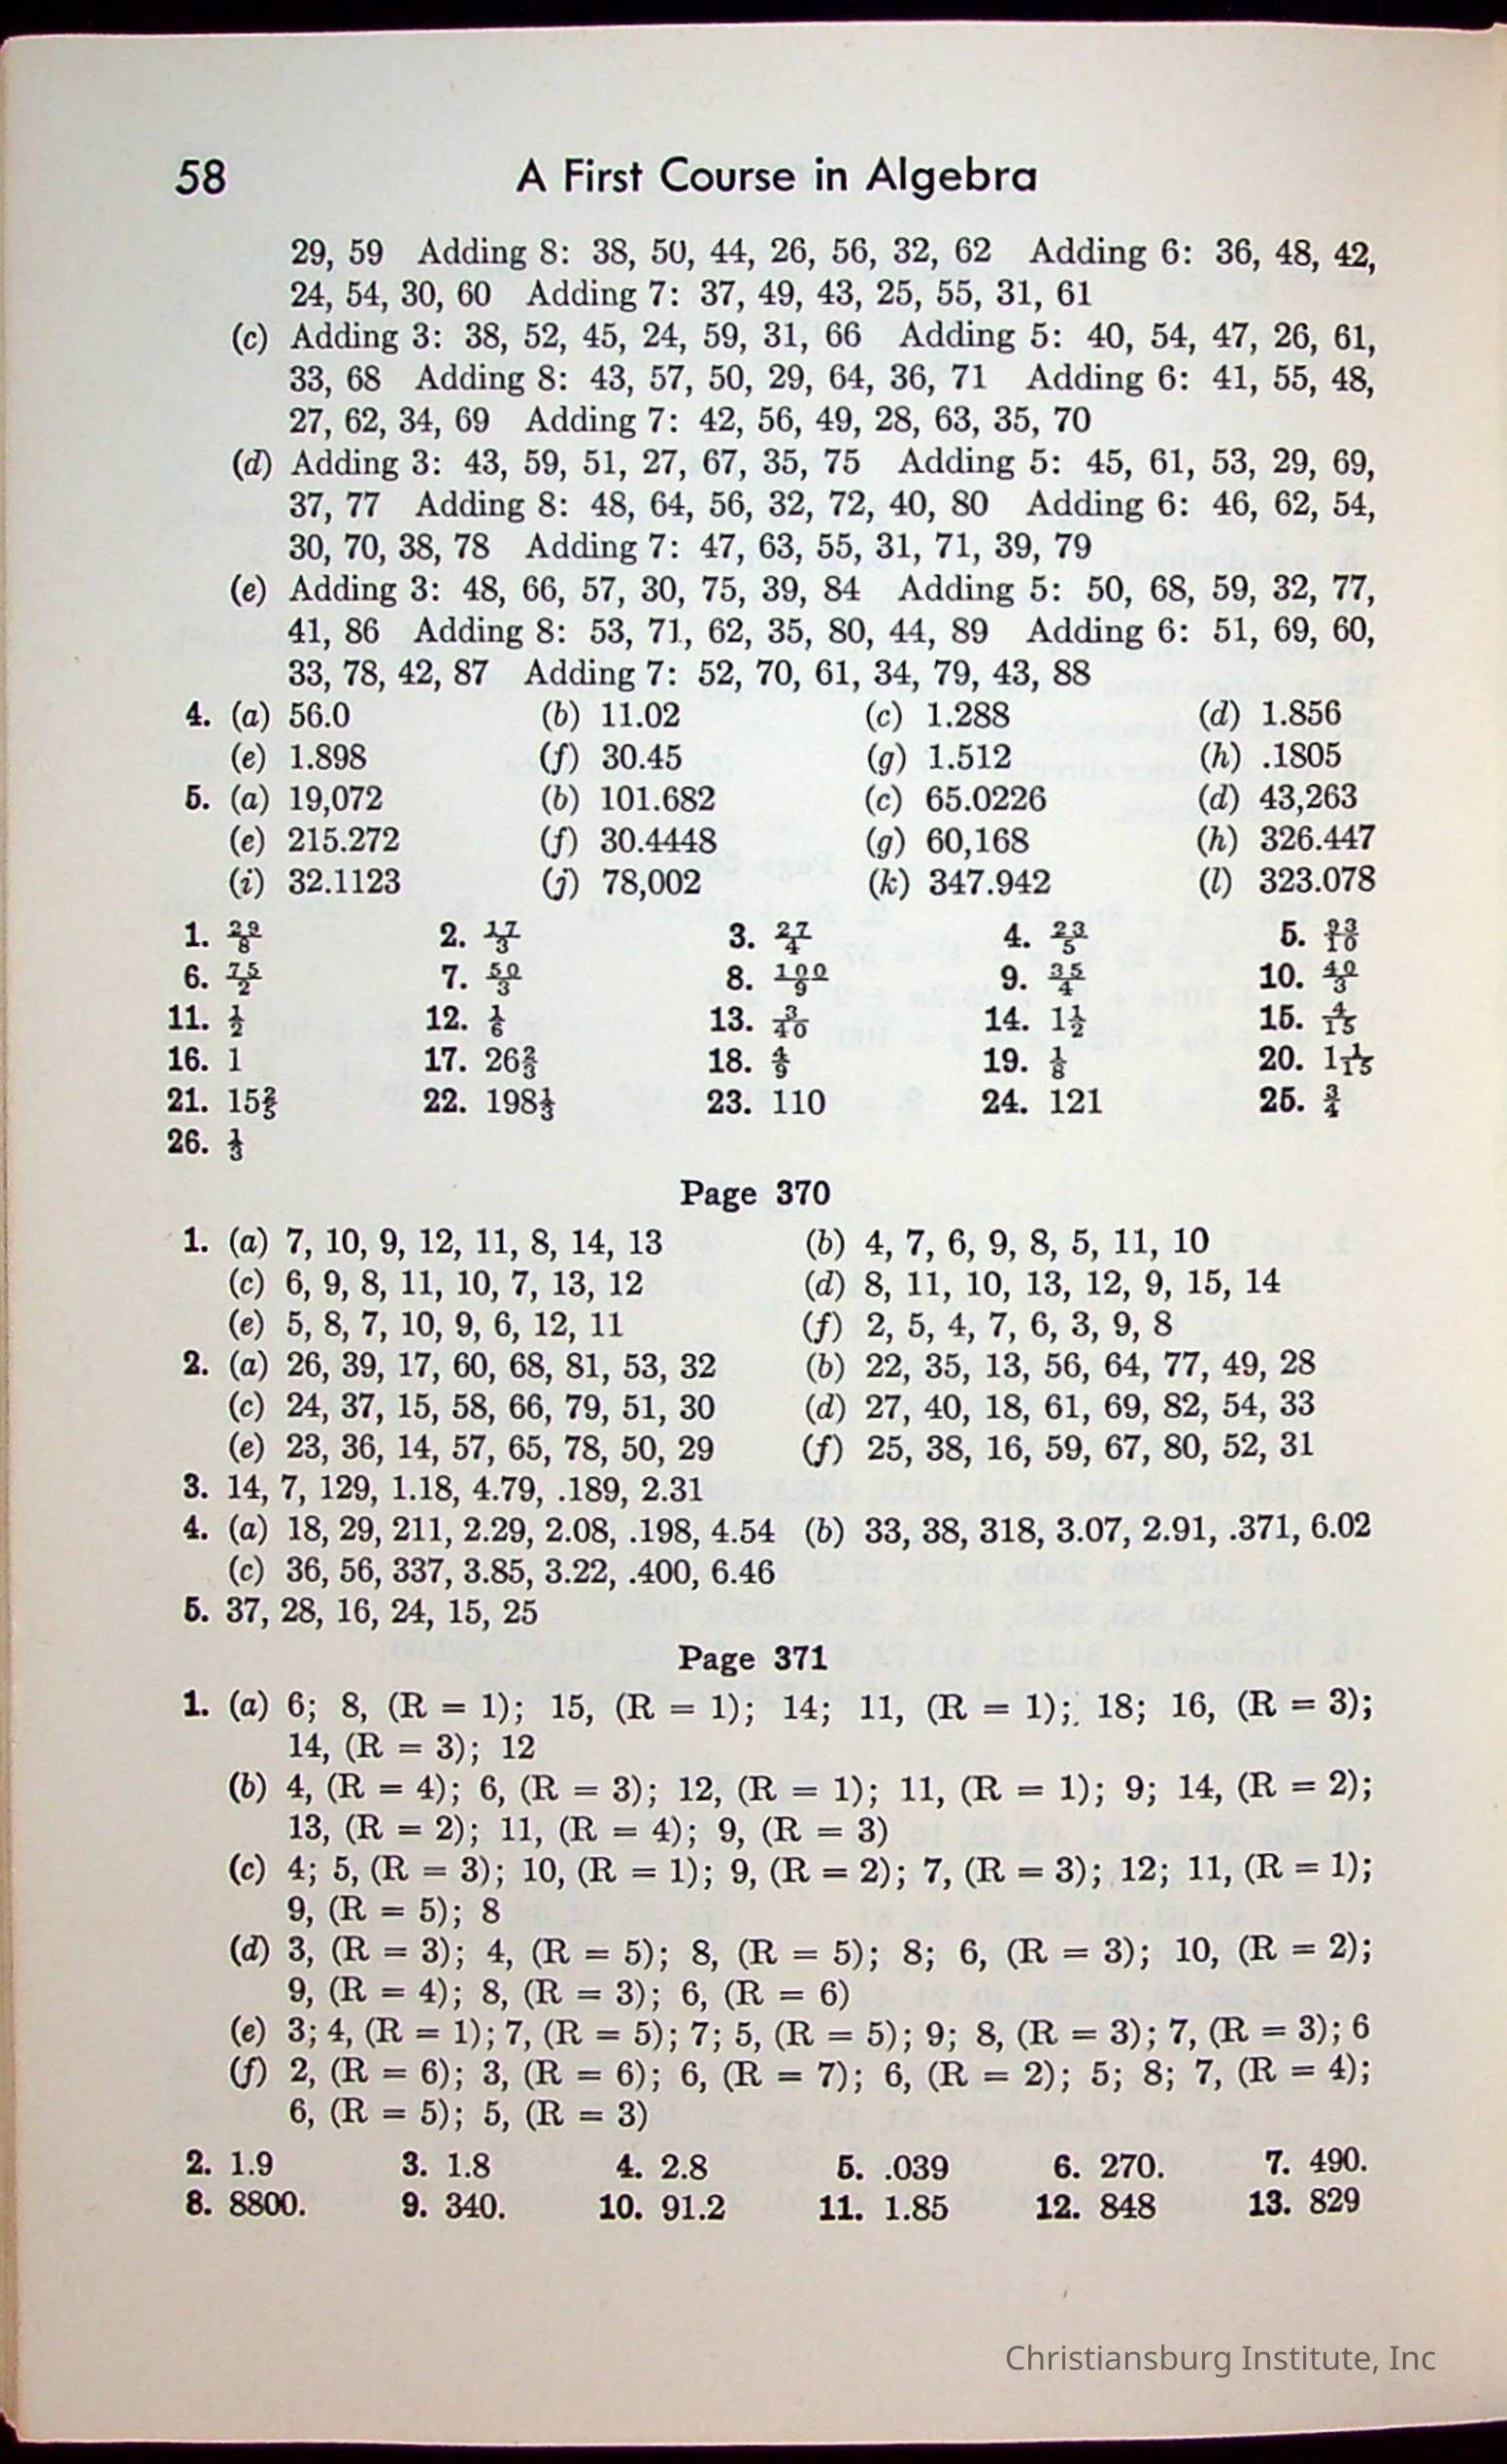 58 A First Course in Algebra
29, 59 Adding 8: 38, 50, 44, 26, 56, 32, 62 Adding 6: 36, 48, 42,
24, 54, 30, 60 Adding 7: 37, 49, 43, 25, 55, 31, 61
(c) Adding 3: 38, 52, 45, 24, 59, 31, 66 Adding 5: 40, 54, 47, 26, 61,
33, 68 Adding 8: 43, 57, 50, 29, 64, 36, 71 Adding 6: 41, 55, 48,
27, 62, 34, 69 Adding 7: 42, 56, 49, 28, 63, 35, 70
(d) Adding 3: 43, 59, 51, 27, 67, 35, 75 Adding 5: 45, 61, 53, 29, 69,
37, 77 Adding 8: 48, 64, 56, 32, 72, 40, 80 Adding 6: 46, 62, 54,
30, 70, 38, 78 Adding 7: 47, 63, 55, 31, 71, 39, 79
(e) Adding 3: 48, 66, 57, 30, 75, 39, 84 Adding 5: 50, 68, 59, 32, 77,
41, 86 Adding 8: 53, 71, 62, 35, 80, 44, 89 Adding 6: 51, 69, 60,
33, 78, 42, 87 Adding 7: 52, 70, 61, 34, 79, 43, 88
4. (a) 56.0 (b) 11.02 (c) 1.288 (d) 1.856
(e) 1.898 (f) 30.45 (g) 1.512 (h) .1805
5. (a) 19,072 (b) 101.682 (c) 65.0226 (d) 43,263
(e) 215.272 (f) 30.4448 (g) 60,168 (h) 326.447
(i) 32.1123 (j) 78,002 (k) 347.942 (l) 323.078
1. 29/8 2. 17/3 3. 27/4 4. 23/5 5. 93/10
6. 75/2 7. 50/3 8. 100/9 9. 35/4 10. 40/3
11. 1/2 12. 1/6 13. 3/40 14. 1 1/2 15. 4/15
16. 1 17. 26 2/3 18. 4/9 19. 1/8 20. 1 1/15
21. 15 2/5 22. 198 1/3 23. 110 24. 121 25. 3/4
26. 1/3
Page 370
1. (a) 7, 10, 9, 12, 11, 8, 14, 13 (b) 4, 7, 6, 9, 8, 5, 11, 10
(c) 6, 9, 8, 11, 10, 7, 13, 12 (d) 8, 11, 10, 13, 12, 9, 15, 14
(e) 5, 8, 7, 10, 9, 6, 12, 11 (f) 2, 5, 4, 7, 6, 3, 9, 8
2. (a) 26, 39, 17, 60, 68, 81, 53, 32 (b) 22, 35, 13, 56, 64, 77, 49, 28
(c) 24, 37, 15, 58, 66, 79, 51, 30 (d) 27, 40, 18, 61, 69, 82, 54, 33
(e) 23, 36, 14, 57, 65, 78, 50, 29 (f) 25, 38, 16, 59, 67, 80, 52, 31
3. 14, 7, 129, 1.18, 4.79, .189, 2.31
4. (a) 18, 29, 211, 2.29, 2.08, .198, 4.54 (b) 33, 38, 318, 3.07, 2.91, .371, 6.02
(c) 36, 56, 337, 3.85, 3.22, .400, 6.46
5. 37, 28, 16, 24, 15, 25
Page 371
1. (a) 6; 8, (R = 1); 15, (R = 1); 14; 11, (R = 1); 18; 16, (R = 3);
14, (R = 3); 12
(b) 4, (R = 4); 6, (R = 3); 12, (R = 1); 11, (R = 1); 9; 14, (R = 2);
13, (R = 2); 11, (R = 4); 9, (R = 3)
(c) 4; 5, (R = 3); 10, (R = 1); 9, (R = 2); 7, (R = 3); 12; 11, (R = 1);
9, (R = 5); 8
(d) 3, (R = 3); 4, (R = 5); 8, (R = 5); 8; 6, (R = 3); 10, (R = 2);
9, (R = 4); 8, (R = 3); 6, (R = 6)
(e) 3; 4, (R = 1); 7, (R = 5); 7; 5, (R = 5); 9; 8, (R = 3); 7, (R = 3); 6
(f) 2, (R = 6); 3, (R = 6); 6, (R = 7); 6, (R = 2); 5; 8; 7, (R = 4);
6, (R = 5); 5, (R = 3)
2. 1.9 3. 1.8 4. 2.8 5. .039 6. 270. 7. 490.
8. 8800. 9. 340. 10. 91.2 11. 1.85 12. 848 13. 829
Christiansburg Institute, Inc